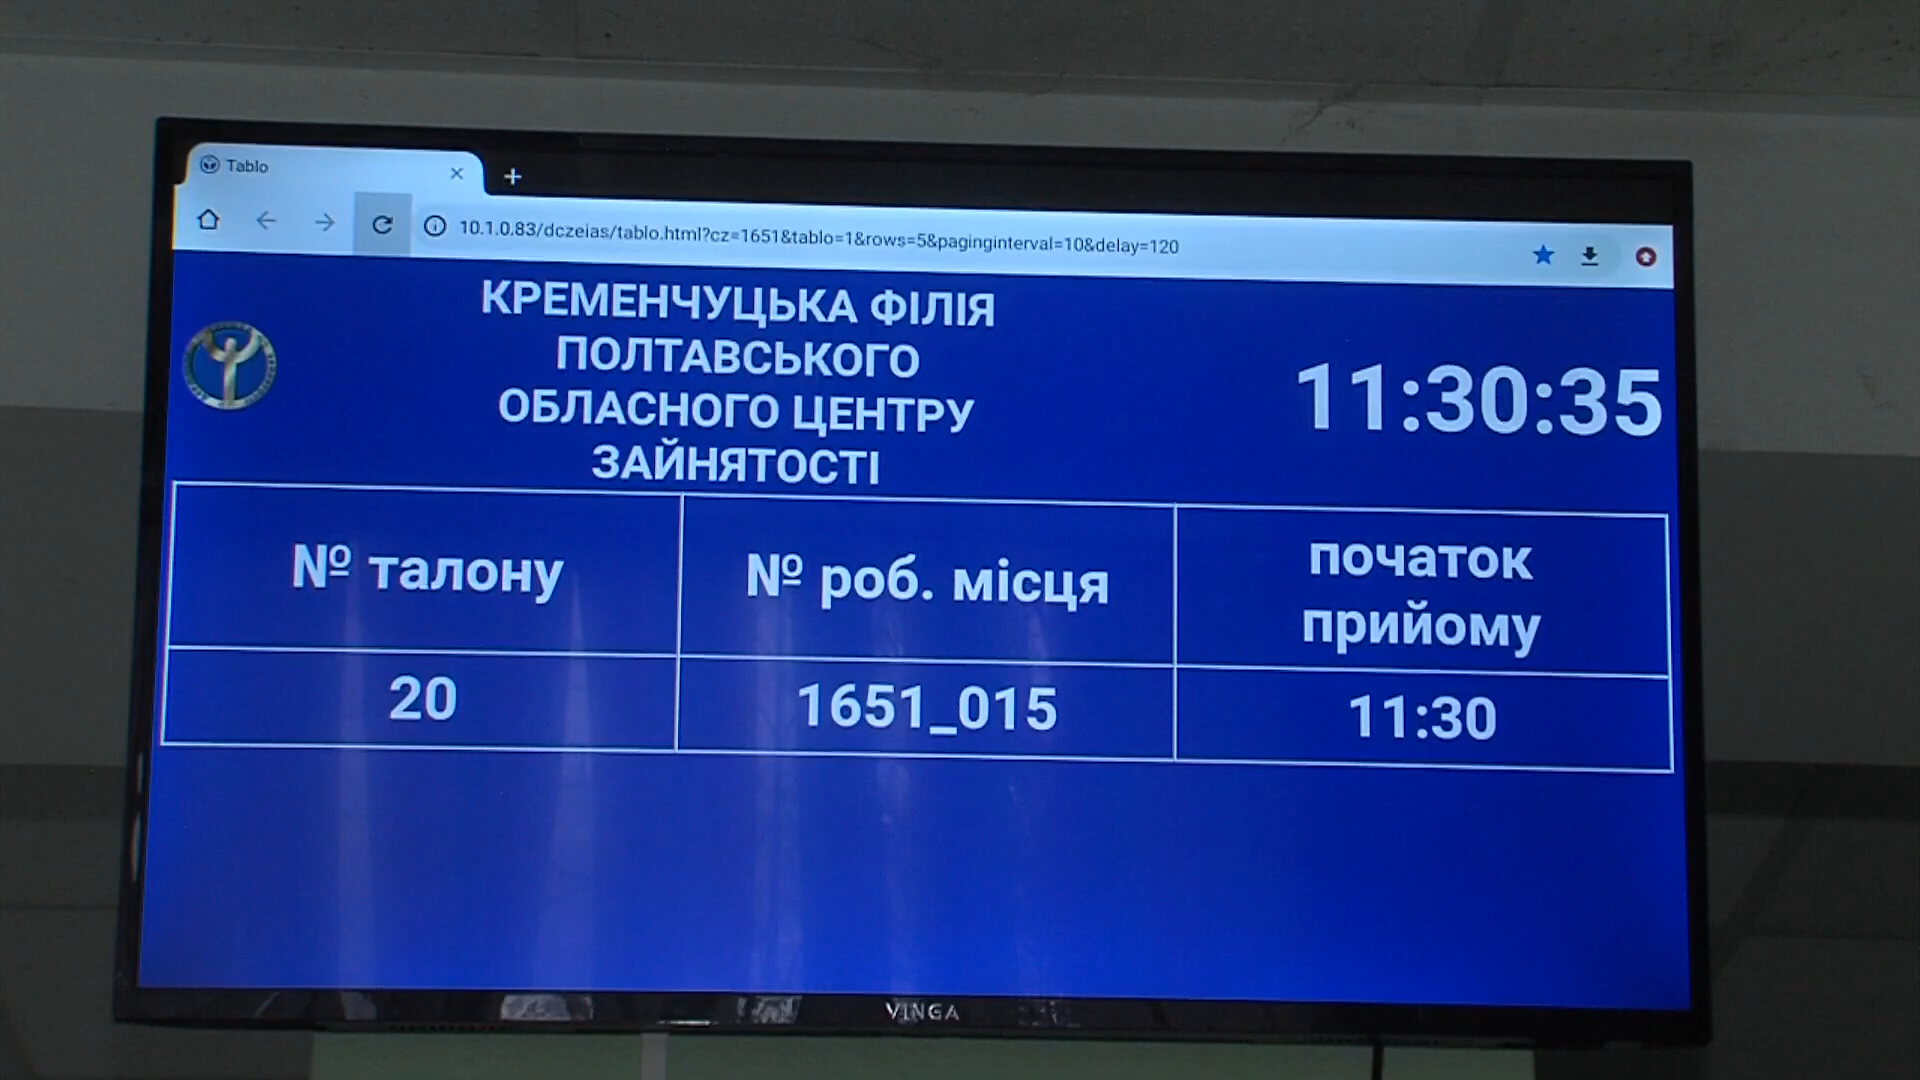 Tablo
10.1.0.83/dczeias/tablo.html?cz=1651&tablo=1&rows=5&paginginterval=10&delay=120
КРЕМЕНЧУЦЬКА ФІЛІЯ
ПОЛТАВСЬКОГО
ОБЛАСНОГО ЦЕНТРУ
ЗАЙНЯТОСТІ
11:30:35
№ талону
№ роб. місця
початок
прийому
20
1651_015
11:30
VINGA